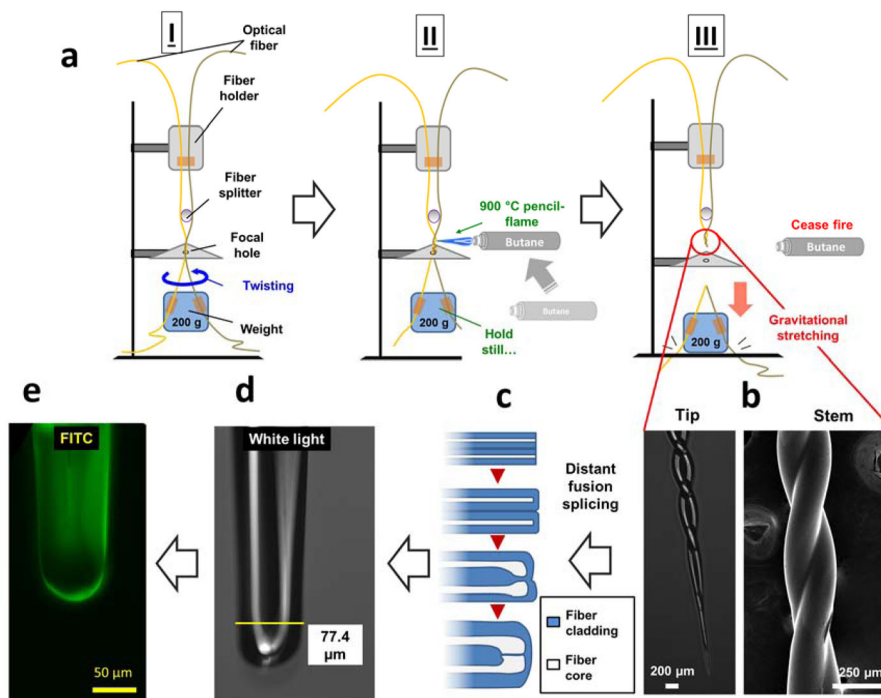 a
I
Optical
fiber
Fiber
holder
Fiber
splitter
Focal
hole
Twisting
200 g
Weight
II
900 °C pencil-
flame
Butane
Butane
200 g
Hold
still...
III
Cease fire
Butane
Gravitational
stretching
200 g
e
FITC
50 μm
d
White light
77.4
μm
c
Distant
fusion
splicing
Fiber
cladding
Fiber
core
b
Tip
200 μm
Stem
250 μm